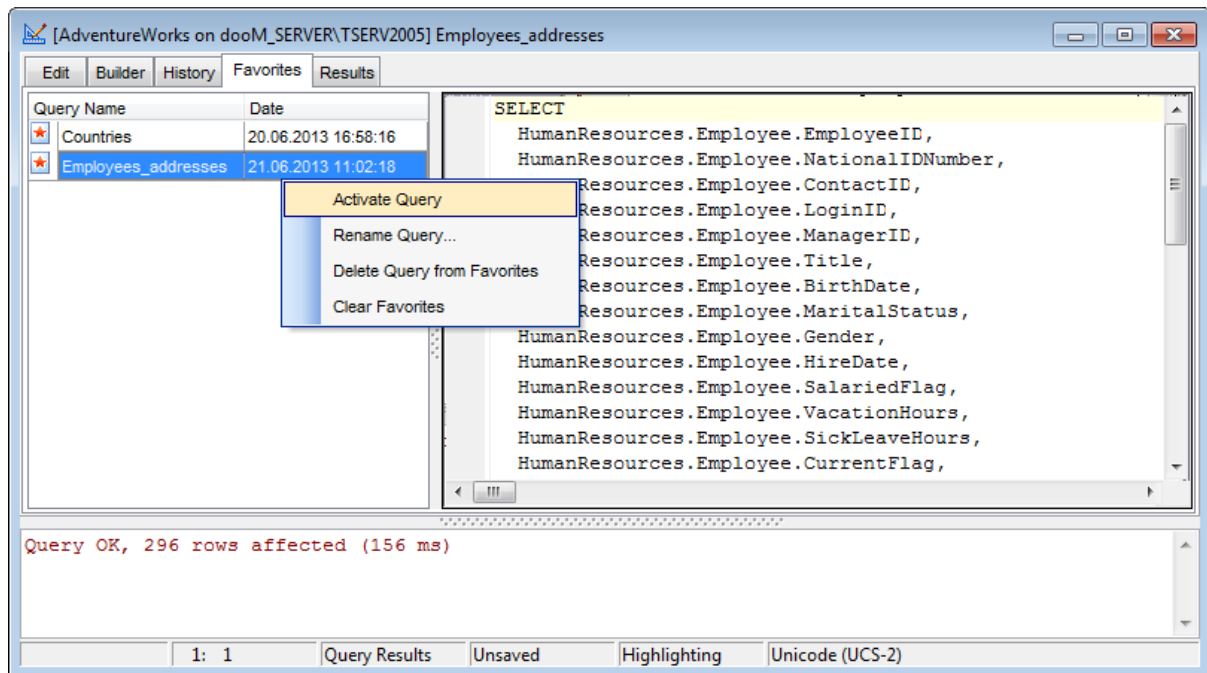 [AdventureWorks on dooM_SERVER\TSERV2005] Employees_addresses
Edit Builder History Favorites Results
Query Name Date
Countries 20.06.2013 16:58:16
Employees_addresses 21.06.2013 11:02:18
Activate Query
Rename Query...
Delete Query from Favorites
Clear Favorites
SELECT
HumanResources.Employee.EmployeeID,
HumanResources.Employee.NationalIDNumber,
Resources.Employee.ContactID,
Resources.Employee.LoginID,
Resources.Employee.ManagerID,
Resources.Employee.Title,
Resources.Employee.BirthDate,
Resources.Employee.MaritalStatus,
HumanResources.Employee.Gender,
HumanResources.Employee.HireDate,
HumanResources.Employee.SalariedFlag,
HumanResources.Employee.VacationHours,
HumanResources.Employee.SickLeaveHours,
HumanResources.Employee.CurrentFlag,
Query OK, 296 rows affected (156 ms)
1: 1 Query Results Unsaved Highlighting Unicode (UCS-2)